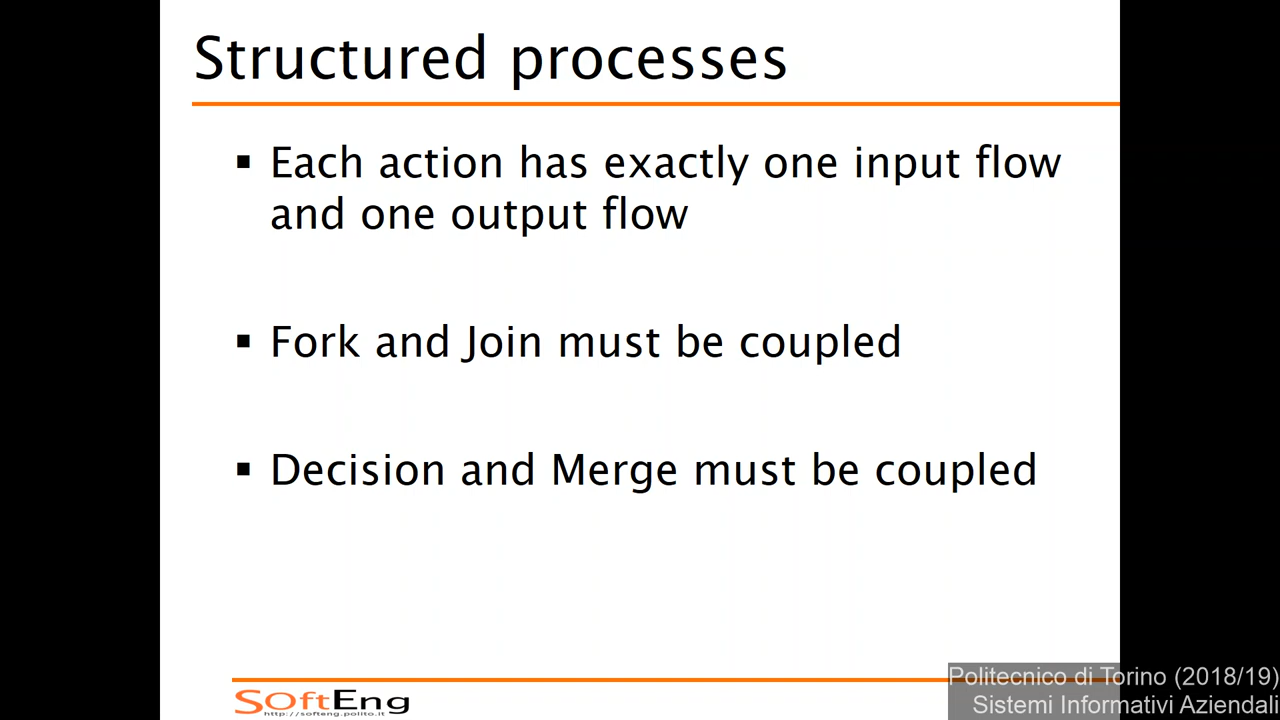 Structured processes
▪ Each action has exactly one input flow
and one output flow
▪ Fork and Join must be coupled
▪ Decision and Merge must be coupled
SoftEng
http://softeng.polito.it
Politecnico di Torino (2018/19)
Sistemi Informativi Aziendali